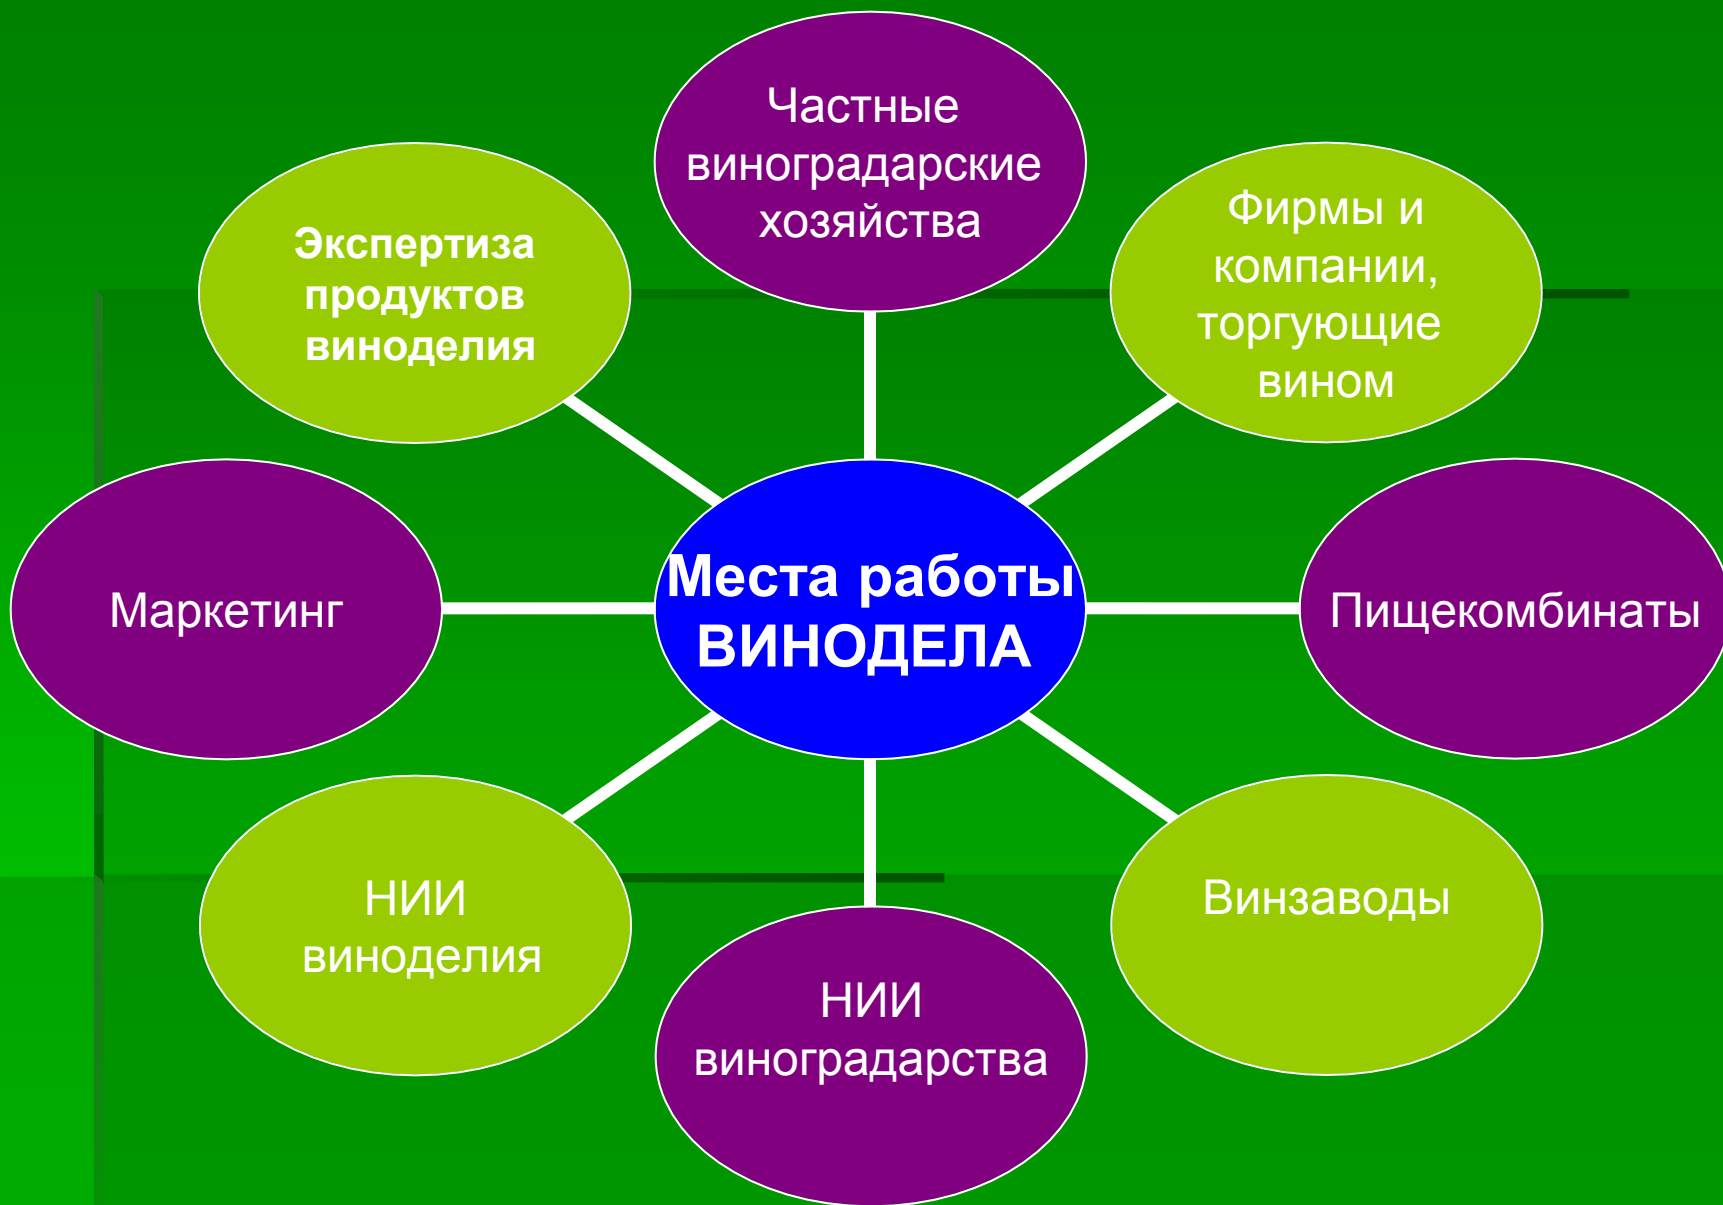 Частные
виноградарские
хозяйства
Фирмы и
компании,
торгующие
вином
Пищекомбинаты
Винзаводы
НИИ
виноградарства
НИИ
виноделия
Маркетинг
Экспертиза
продуктов
виноделия
Места работы
ВИНОДЕЛА